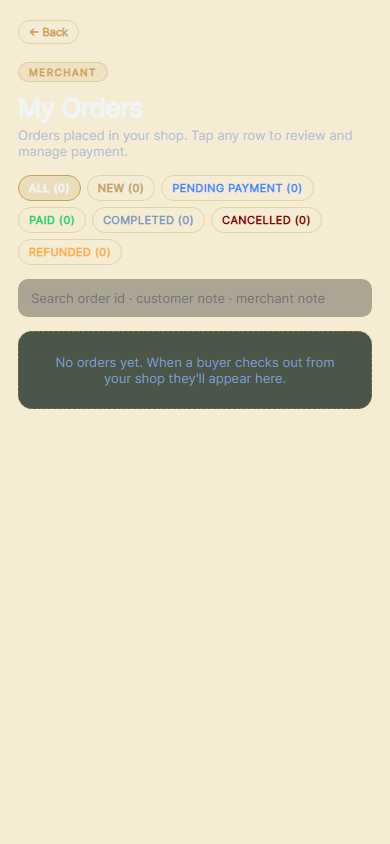 ← Back
MERCHANT
My Orders
Orders placed in your shop. Tap any row to review and
manage payment.
ALL (0) NEW (0) PENDING PAYMENT (0)
PAID (0) COMPLETED (0) CANCELLED (0)
REFUNDED (0)
Search order id · customer note · merchant note
No orders yet. When a buyer checks out from
your shop they'll appear here.